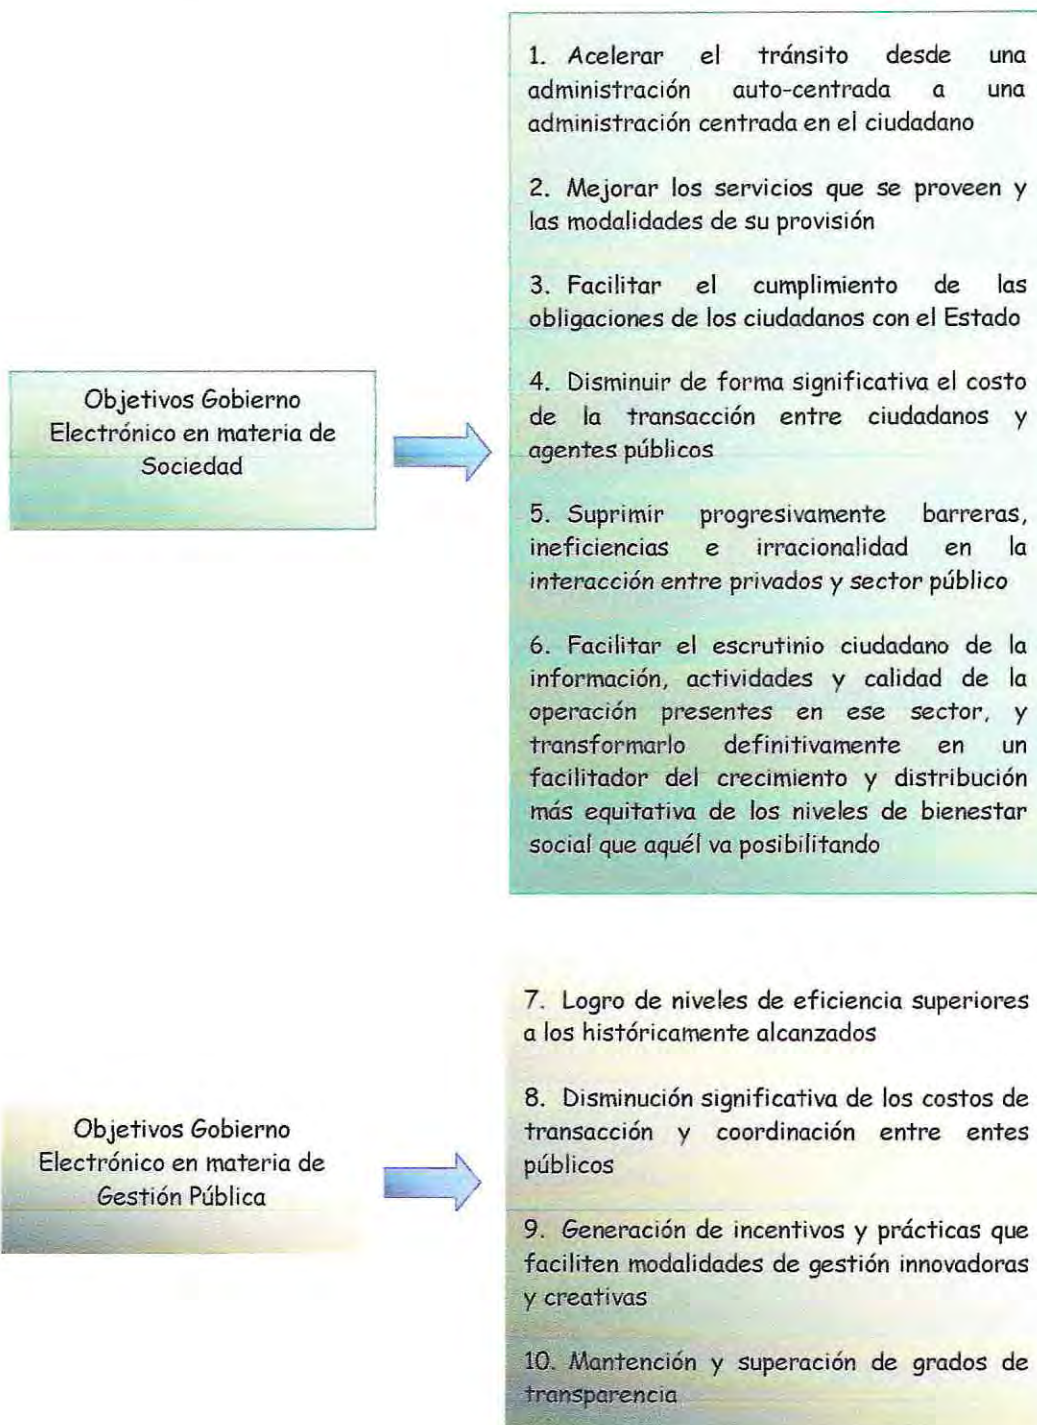 Objetivos Gobierno
Electrónico en materia de
Sociedad
1. Acelerar el tránsito desde una
administración auto-centrada a una
administración centrada en el ciudadano
2. Mejorar los servicios que se proveen y
las modalidades de su provisión
3. Facilitar el cumplimiento de las
obligaciones de los ciudadanos con el Estado
4. Disminuir de forma significativa el costo
de la transacción entre ciudadanos y
agentes públicos
5. Suprimir progresivamente barreras,
ineficiencias e irracionalidad en la
interacción entre privados y sector público
6. Facilitar el escrutinio ciudadano de la
información, actividades y calidad de la
operación presentes en ese sector, y
transformarlo definitivamente en un
facilitador del crecimiento y distribución
más equitativa de los niveles de bienestar
social que aquél va posibilitando
Objetivos Gobierno
Electrónico en materia de
Gestión Pública
7. Logro de niveles de eficiencia superiores
a los históricamente alcanzados
8. Disminución significativa de los costos de
transacción y coordinación entre entes
públicos
9. Generación de incentivos y prácticas que
faciliten modalidades de gestión innovadoras
y creativas
10. Mantención y superación de grados de
transparencia